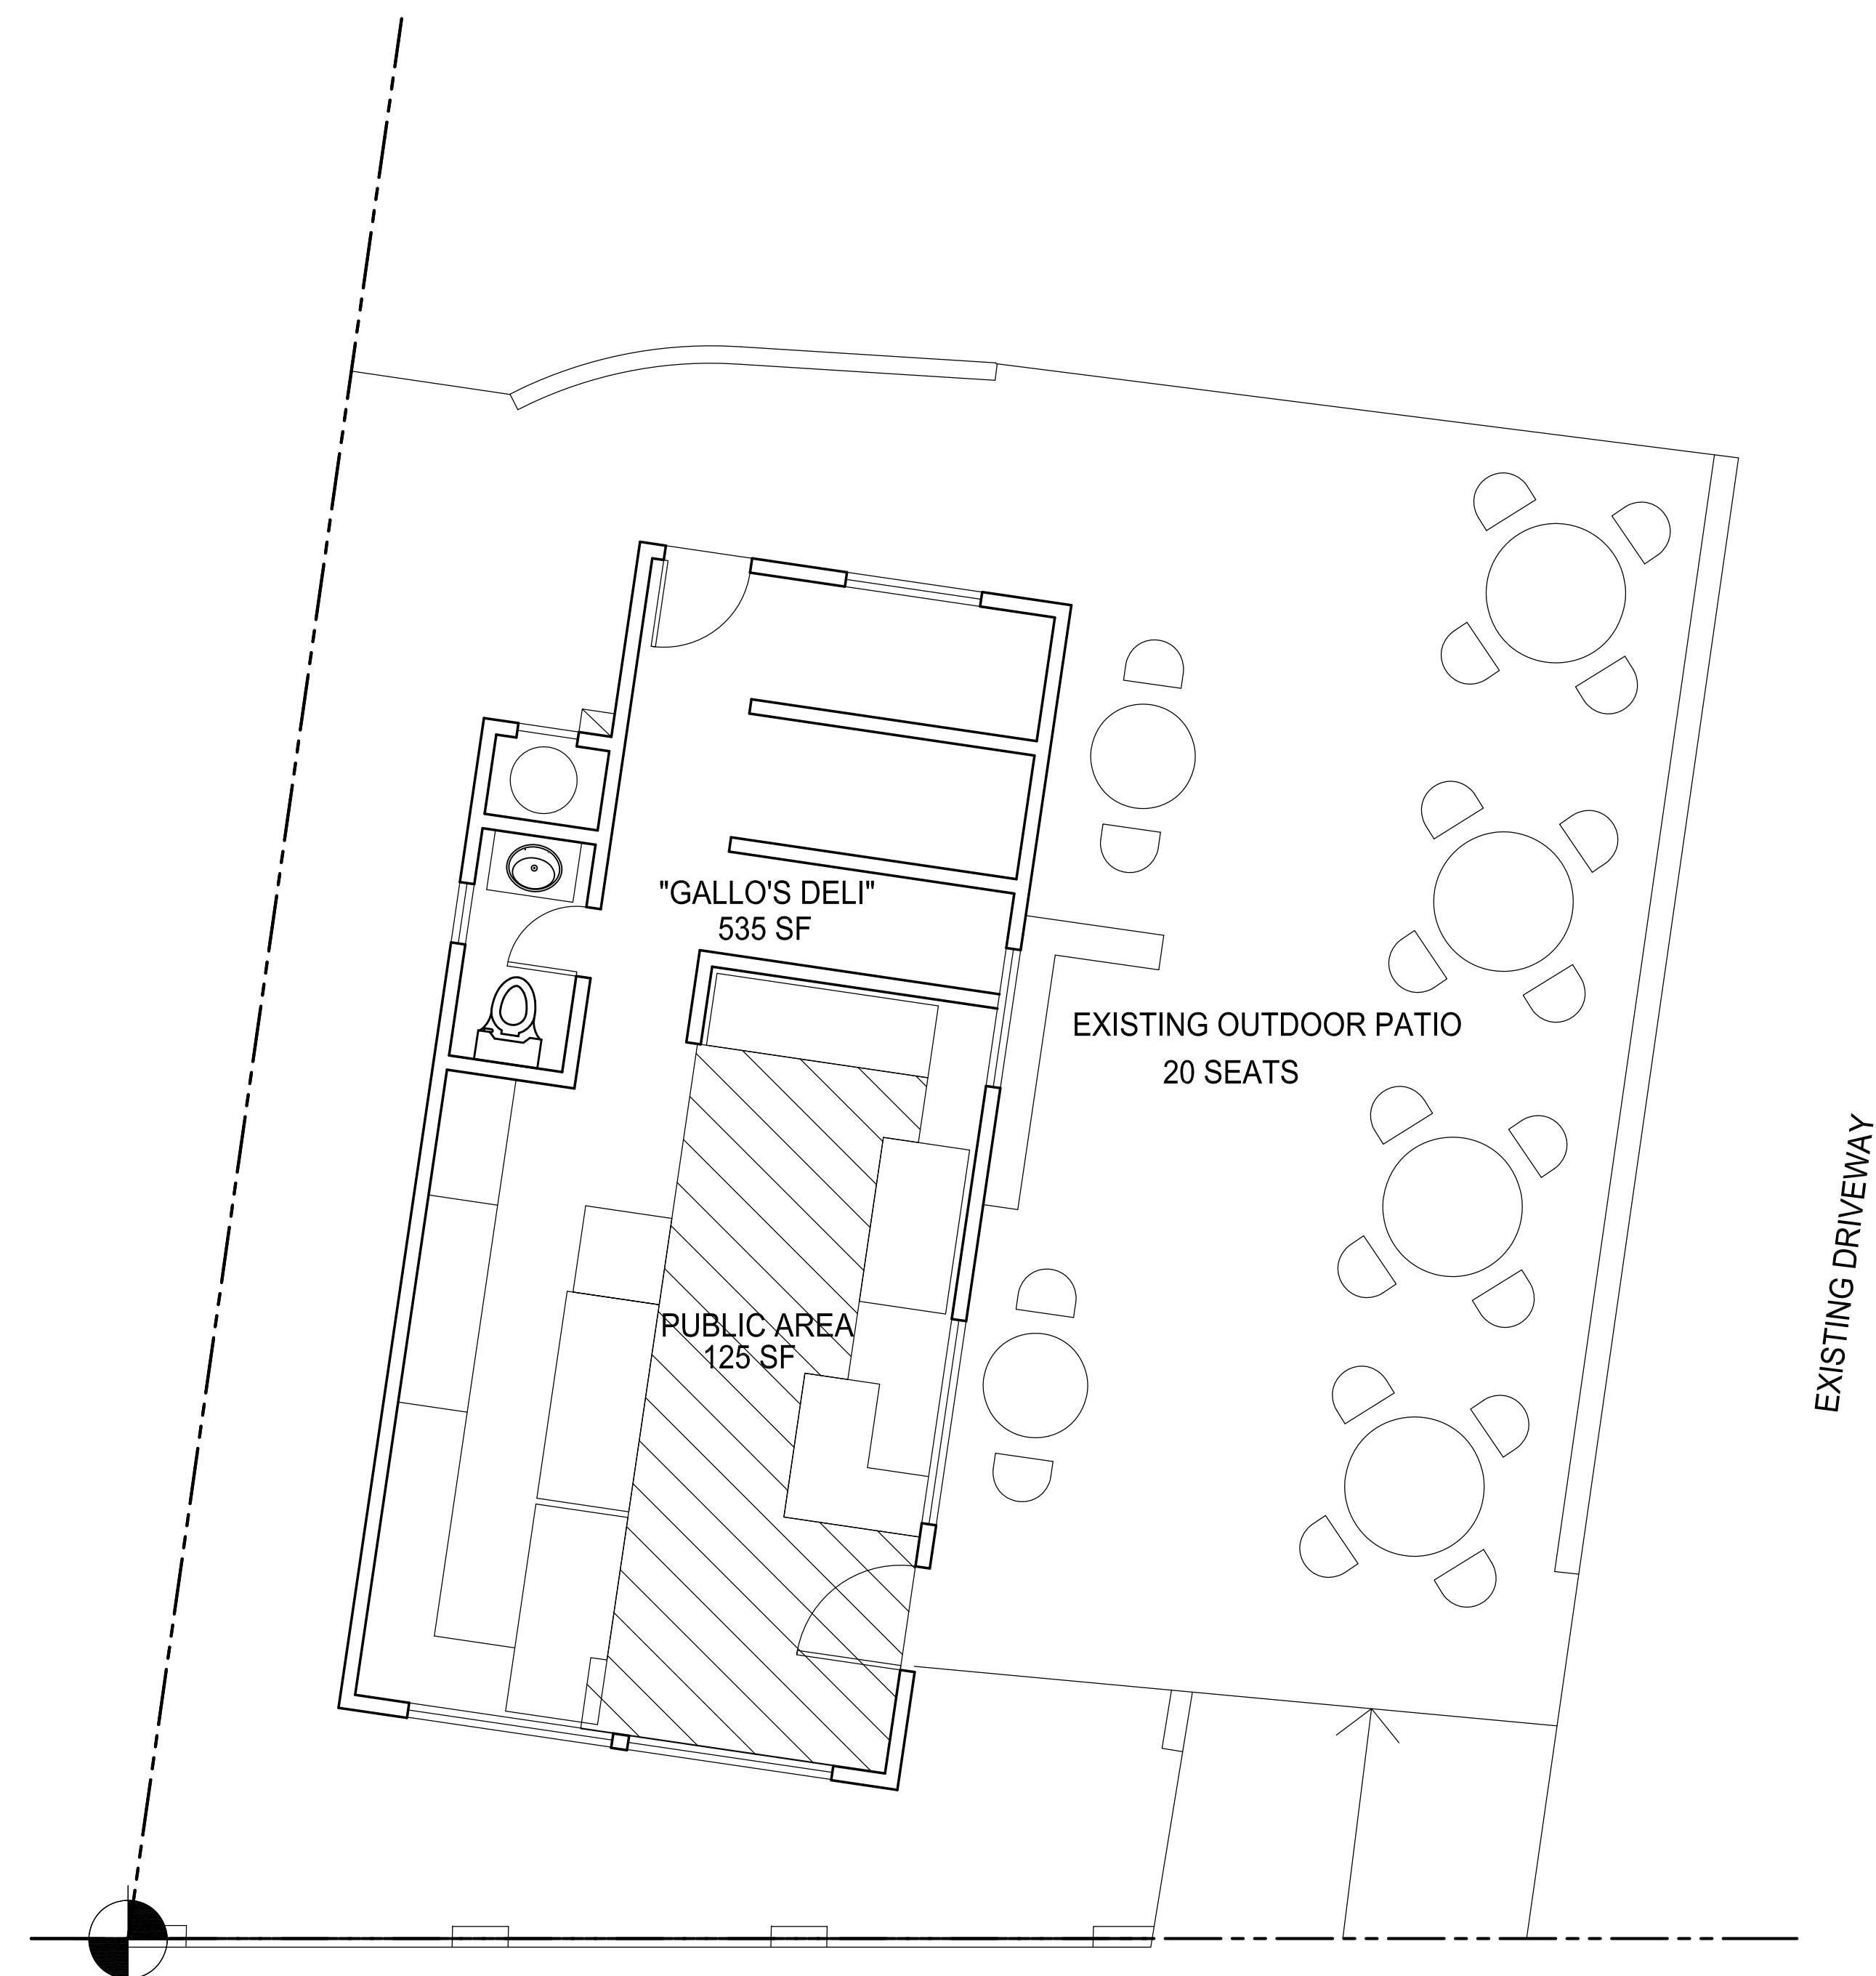 "GALLO'S DELI"
535 SF
EXISTING OUTDOOR PATIO
20 SEATS
PUBLIC AREA
125 SF
EXISTING DRIVEWAY